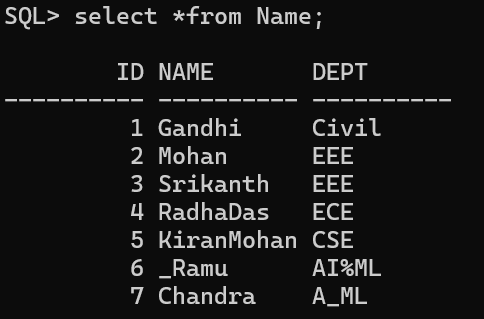 SQL> select *from Name;
ID NAME DEPT
---------- ---------- ----------
1 Gandhi Civil
2 Mohan EEE
3 Srikanth EEE
4 RadhaDas ECE
5 KiranMohan CSE
6 _Ramu AI%ML
7 Chandra A_ML